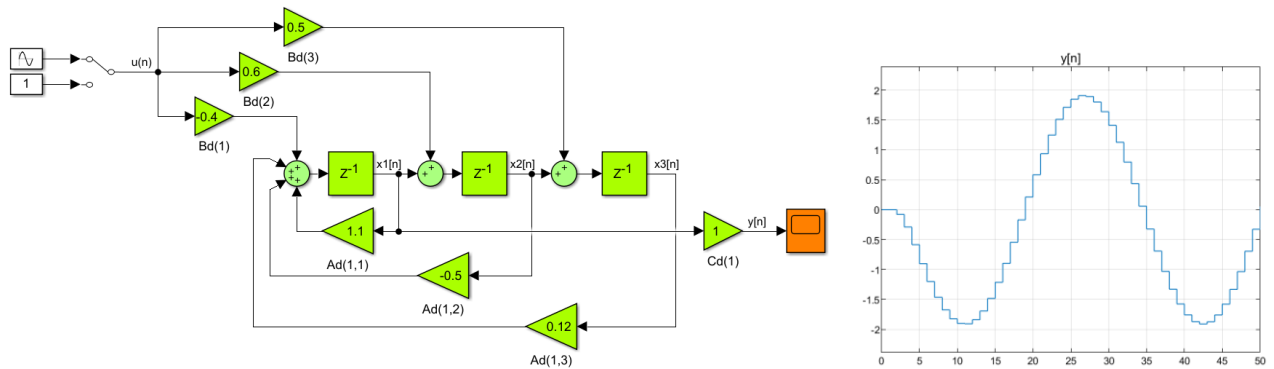 0.5
Bd(3)
u(n)
0.6
Bd(2)
1
-0.4
Bd(1)
+
+
+
+
Z-1
x1[n]
+
+
Z-1
x2[n]
+
+
Z-1
x3[n]
1.1
Ad(1,1)
-0.5
Ad(1,2)
0.12
Ad(1,3)
1
Cd(1)
y[n]
y[n]
2
1.5
1
0.5
0
-0.5
-1
-1.5
-2
0 5 10 15 20 25 30 35 40 45 50